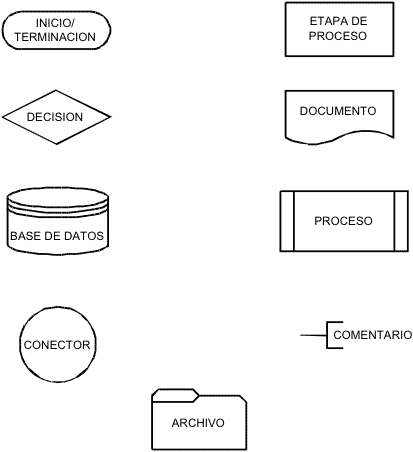 INICIO/
TERMINACION
ETAPA DE
PROCESO
DECISION
DOCUMENTO
BASE DE DATOS
PROCESO
CONECTOR
COMENTARIO
ARCHIVO